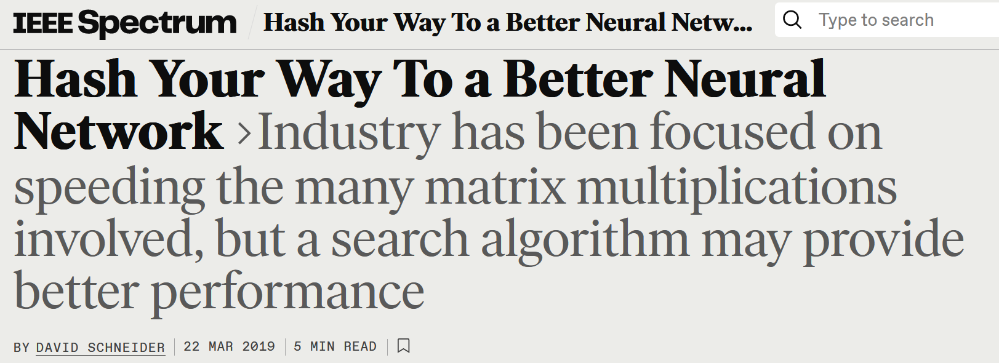 IEEE Spectrum / Hash Your Way To a Better Neural Netw... Type to search
Hash Your Way To a Better Neural
Network >Industry has been focused on
speeding the many matrix multiplications
involved, but a search algorithm may provide
better performance
BY DAVID SCHNEIDER | 22 MAR 2019 | 5 MIN READ |